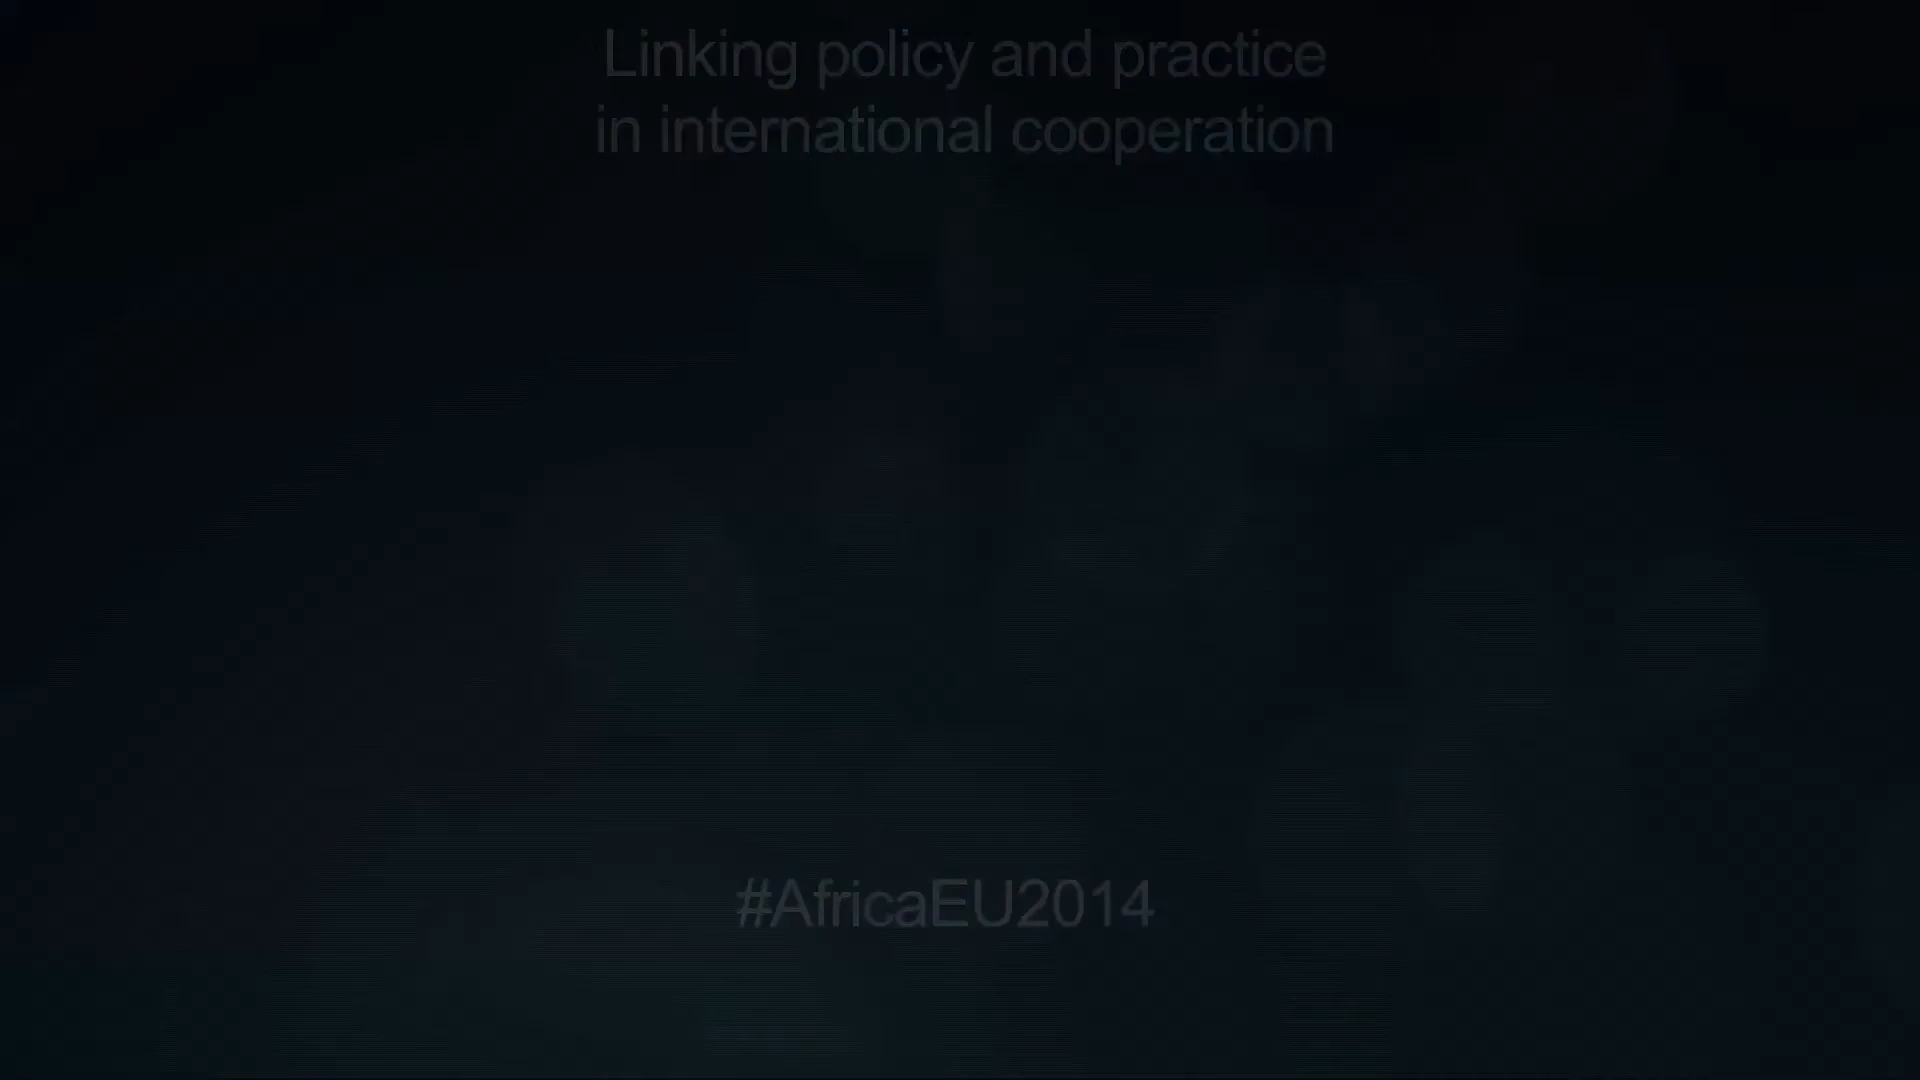 Linking policy and practice
in international cooperation
#AfricaEU2014